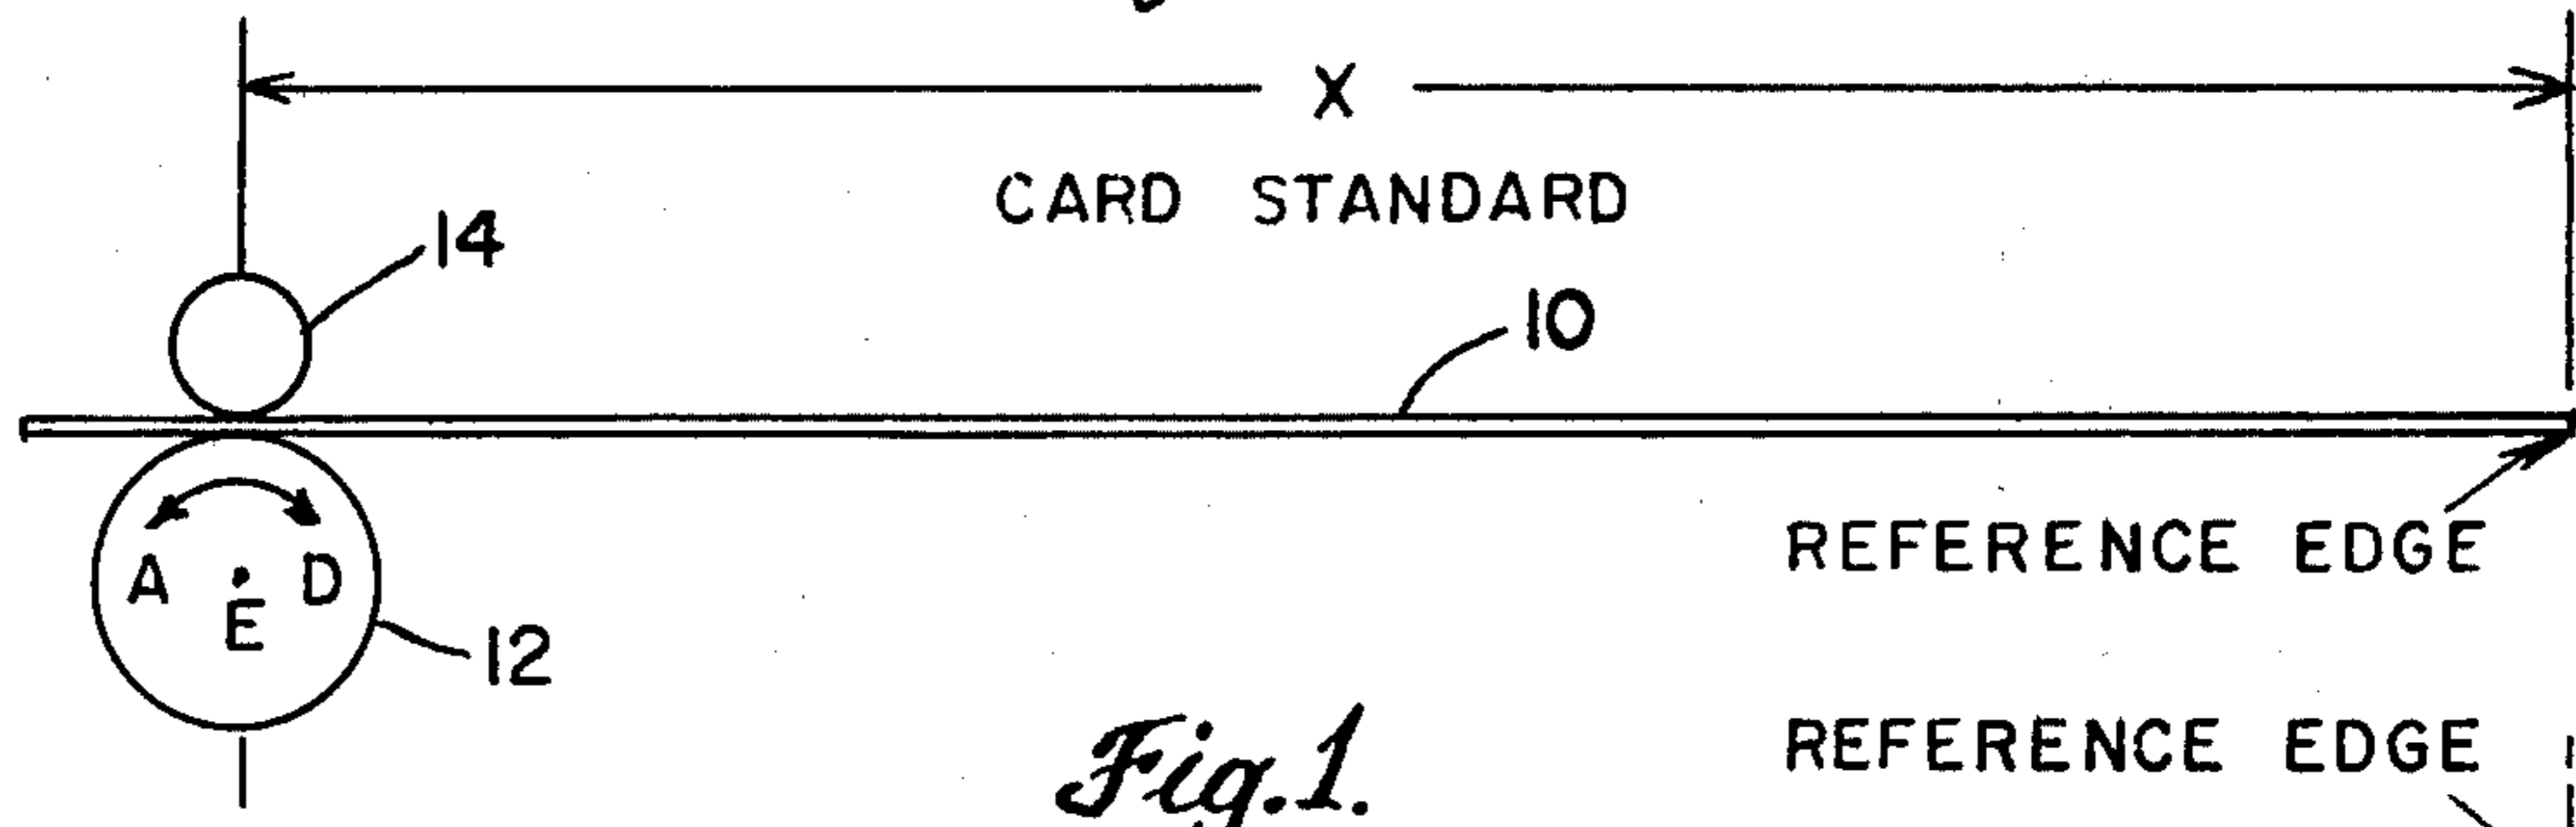 X
CARD STANDARD
14
10
A E D
12
REFERENCE EDGE
Fig.1.
REFERENCE EDGE